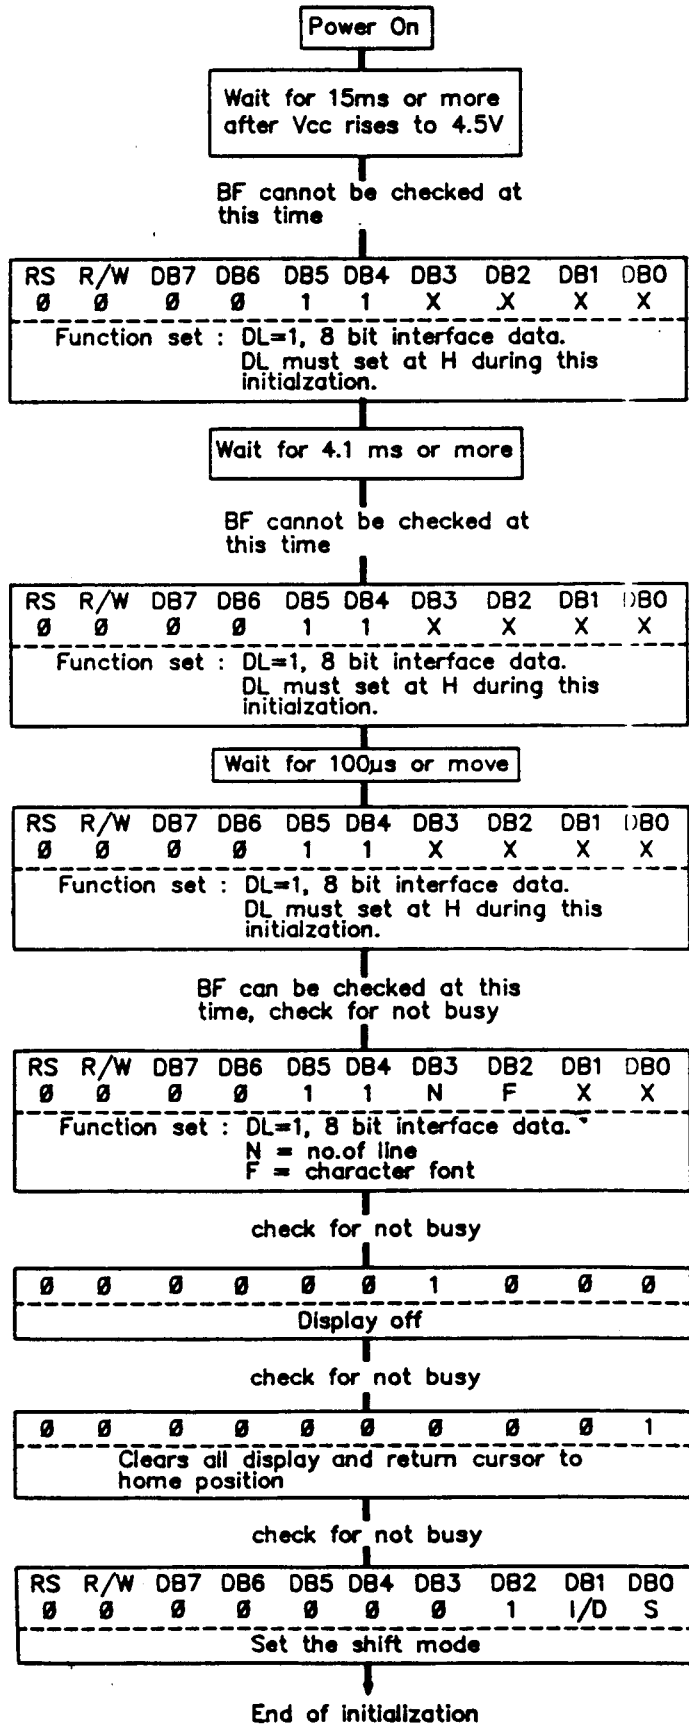 Power On
Wait for 15ms or more
after Vcc rises to 4.5V
BF cannot be checked at
this time
RS R/W DB7 DB6 DB5 DB4 DB3 DB2 DB1 DB0
Ø Ø Ø Ø 1 1 X X X X
Function set : DL=1, 8 bit interface data.
DL must set at H during this
initialzation.
Wait for 4.1 ms or more
BF cannot be checked at
this time
RS R/W DB7 DB6 DB5 DB4 DB3 DB2 DB1 DB0
Ø Ø Ø Ø 1 1 X X X X
Function set : DL=1, 8 bit interface data.
DL must set at H during this
initialzation.
Wait for 100µs or move
RS R/W DB7 DB6 DB5 DB4 DB3 DB2 DB1 DB0
Ø Ø Ø Ø 1 1 X X X X
Function set : DL=1, 8 bit interface data.
DL must set at H during this
initialzation.
BF can be checked at this
time, check for not busy
RS R/W DB7 DB6 DB5 DB4 DB3 DB2 DB1 DB0
Ø Ø Ø Ø 1 1 N F X X
Function set : DL=1, 8 bit interface data.
N = no.of line
F = character font
check for not busy
Ø Ø Ø Ø Ø Ø 1 Ø Ø Ø
Display off
check for not busy
Ø Ø Ø Ø Ø Ø Ø Ø Ø 1
Clears all display and return cursor to
home position
check for not busy
RS R/W DB7 DB6 DB5 DB4 DB3 DB2 DB1 DB0
Ø Ø Ø Ø Ø Ø Ø 1 I/D S
Set the shift mode
End of initialization